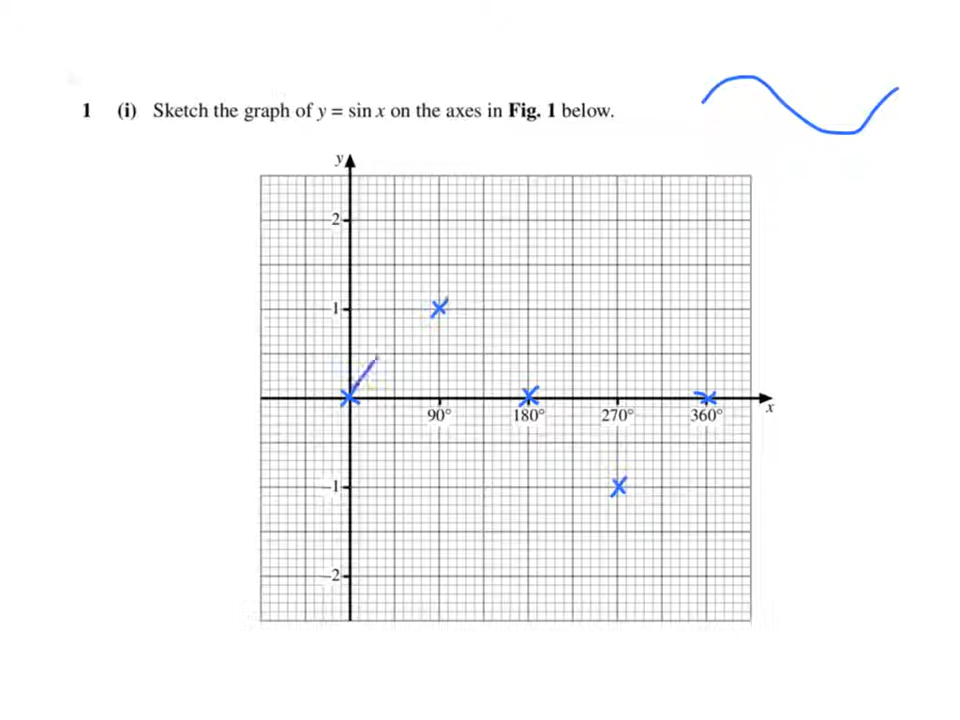 1 (i) Sketch the graph of y = sin x on the axes in Fig. 1 below.
y
2
1
x
90° 180° 270° 360°
–1
–2